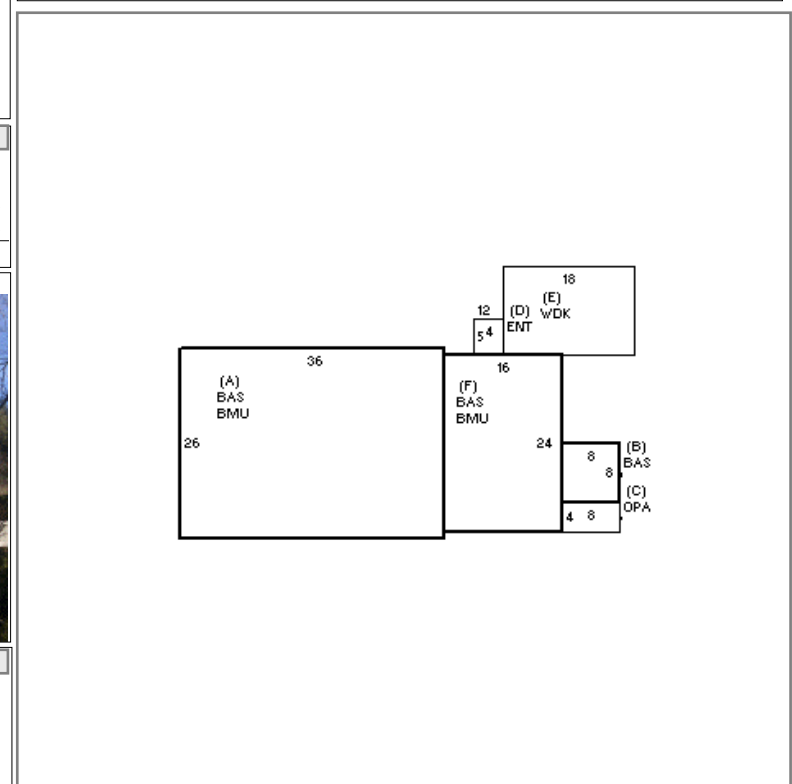 18
(E)
WDK
12
(D)
ENT
5
4
36
16
(A)
BAS
BMU
(F)
BAS
BMU
26
24
(B)
BAS
8
8
(C)
OPA
4
8